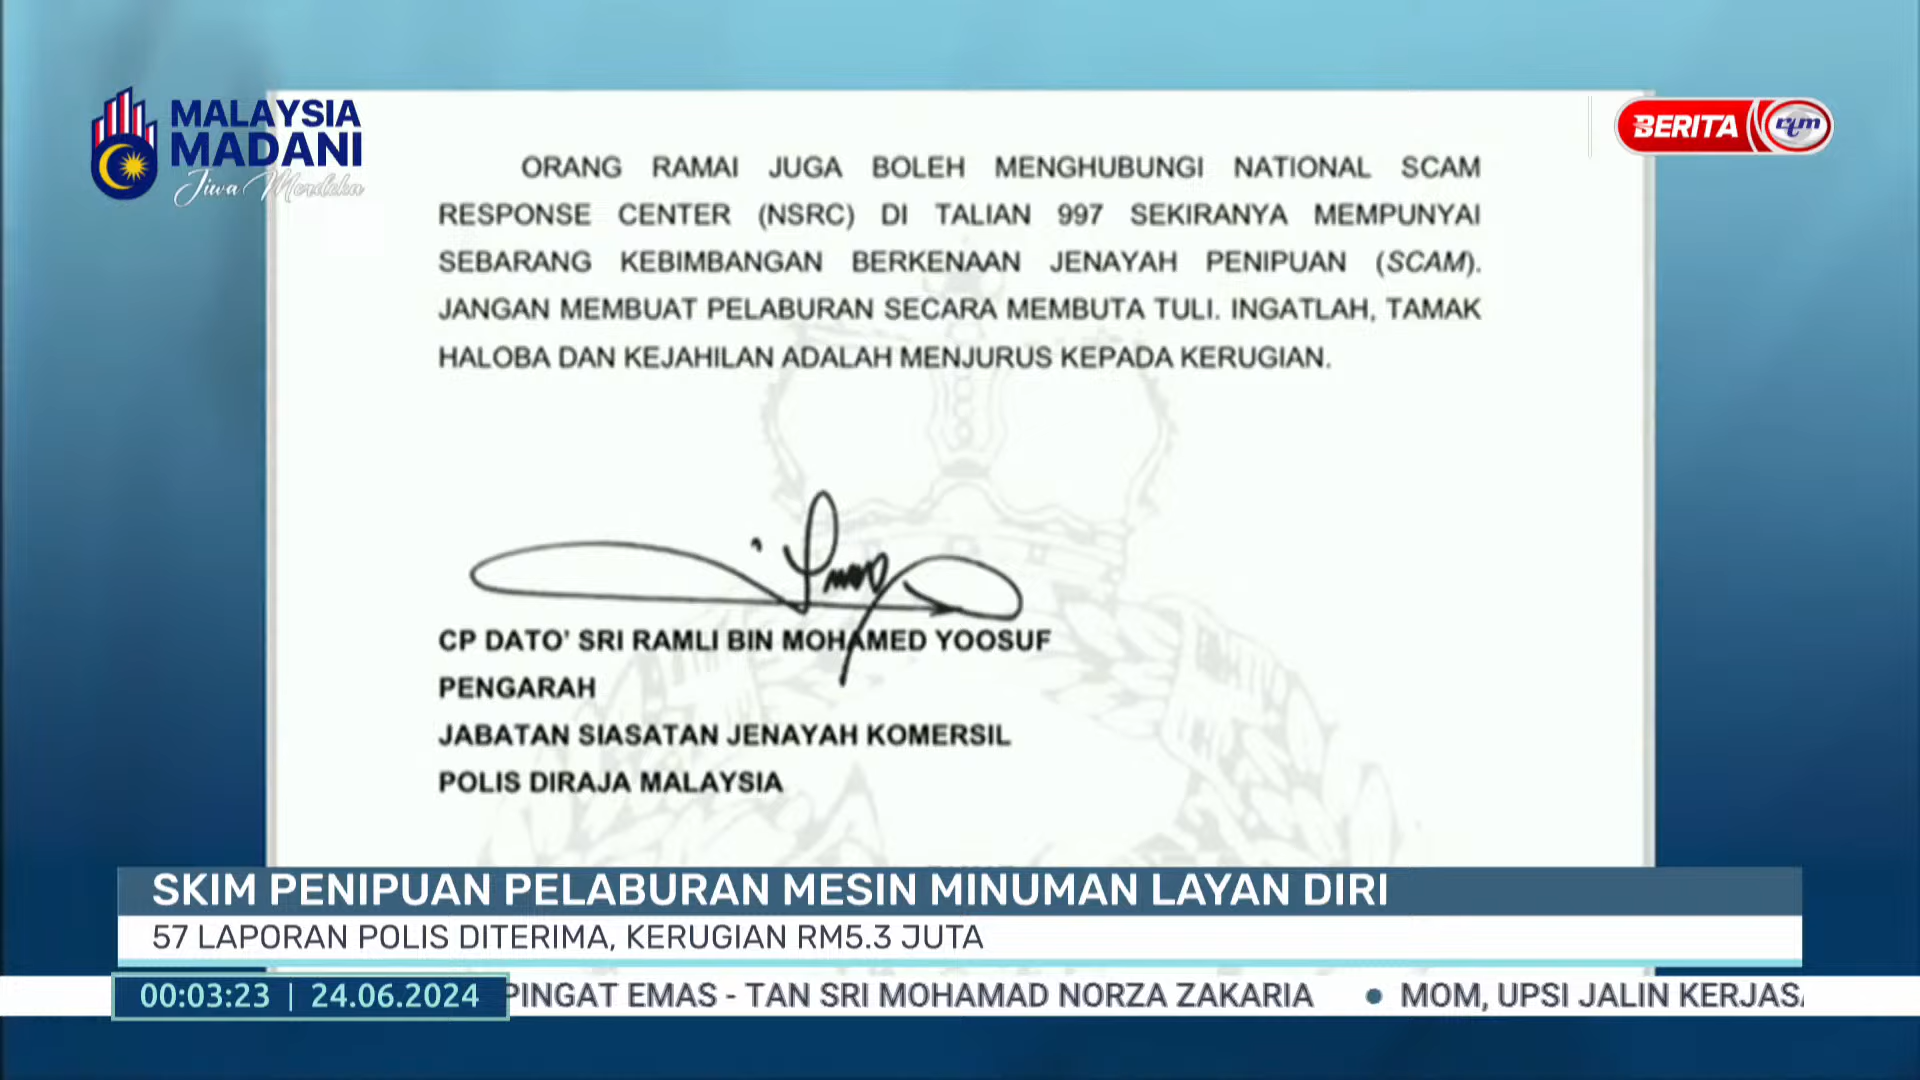 MALAYSIA
MADANI
Jiwa Merdeka
BERITA rtm
ORANG RAMAI JUGA BOLEH MENGHUBUNGI NATIONAL SCAM
RESPONSE CENTER (NSRC) DI TALIAN 997 SEKIRANYA MEMPUNYAI
SEBARANG KEBIMBANGAN BERKENAAN JENAYAH PENIPUAN (SCAM).
JANGAN MEMBUAT PELABURAN SECARA MEMBUTA TULI. INGATLAH, TAMAK
HALOBA DAN KEJAHILAN ADALAH MENJURUS KEPADA KERUGIAN.
CP DATO' SRI RAMLI BIN MOHAMED YOOSUF
PENGARAH
JABATAN SIASATAN JENAYAH KOMERSIL
POLIS DIRAJA MALAYSIA
SKIM PENIPUAN PELABURAN MESIN MINUMAN LAYAN DIRI
57 LAPORAN POLIS DITERIMA, KERUGIAN RM5.3 JUTA
00:03:23 | 24.06.2024 PINGAT EMAS - TAN SRI MOHAMAD NORZA ZAKARIA • MOM, UPSI JALIN KERJAS